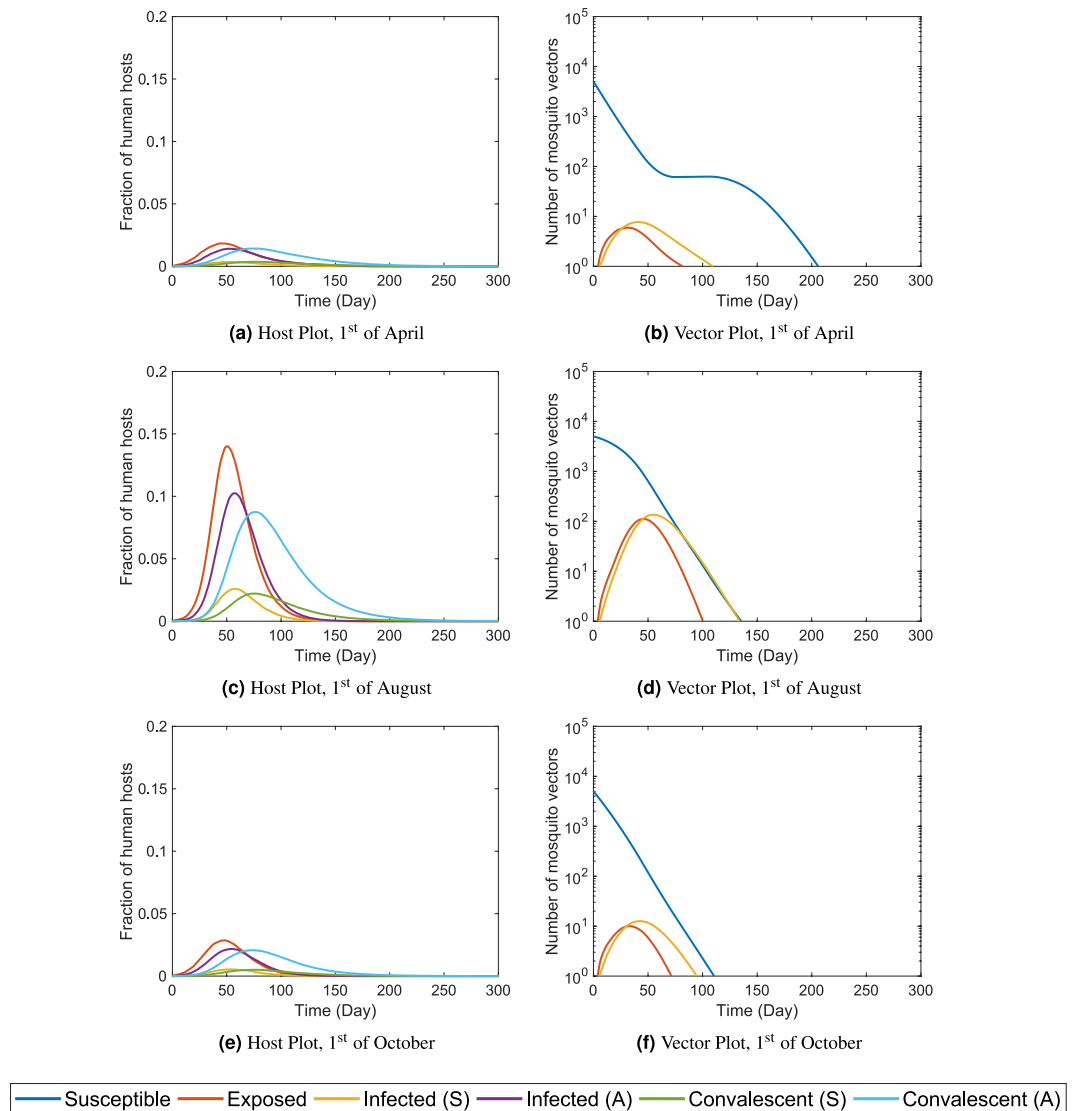 0.2
0.15
0.1
0.05
0
Fraction of human hosts
0 50 100 150 200 250 300
Time (Day)
(a) Host Plot, 1st of April
10^5
10^4
10^3
10^2
10^1
10^0
Number of mosquito vectors
0 50 100 150 200 250 300
Time (Day)
(b) Vector Plot, 1st of April
0.2
0.15
0.1
0.05
0
Fraction of human hosts
0 50 100 150 200 250 300
Time (Day)
(c) Host Plot, 1st of August
10^5
10^4
10^3
10^2
10^1
10^0
Number of mosquito vectors
0 50 100 150 200 250 300
Time (Day)
(d) Vector Plot, 1st of August
0.2
0.15
0.1
0.05
0
Fraction of human hosts
0 50 100 150 200 250 300
Time (Day)
(e) Host Plot, 1st of October
10^5
10^4
10^3
10^2
10^1
10^0
Number of mosquito vectors
0 50 100 150 200 250 300
Time (Day)
(f) Vector Plot, 1st of October
Susceptible Exposed Infected (S) Infected (A) Convalescent (S) Convalescent (A)